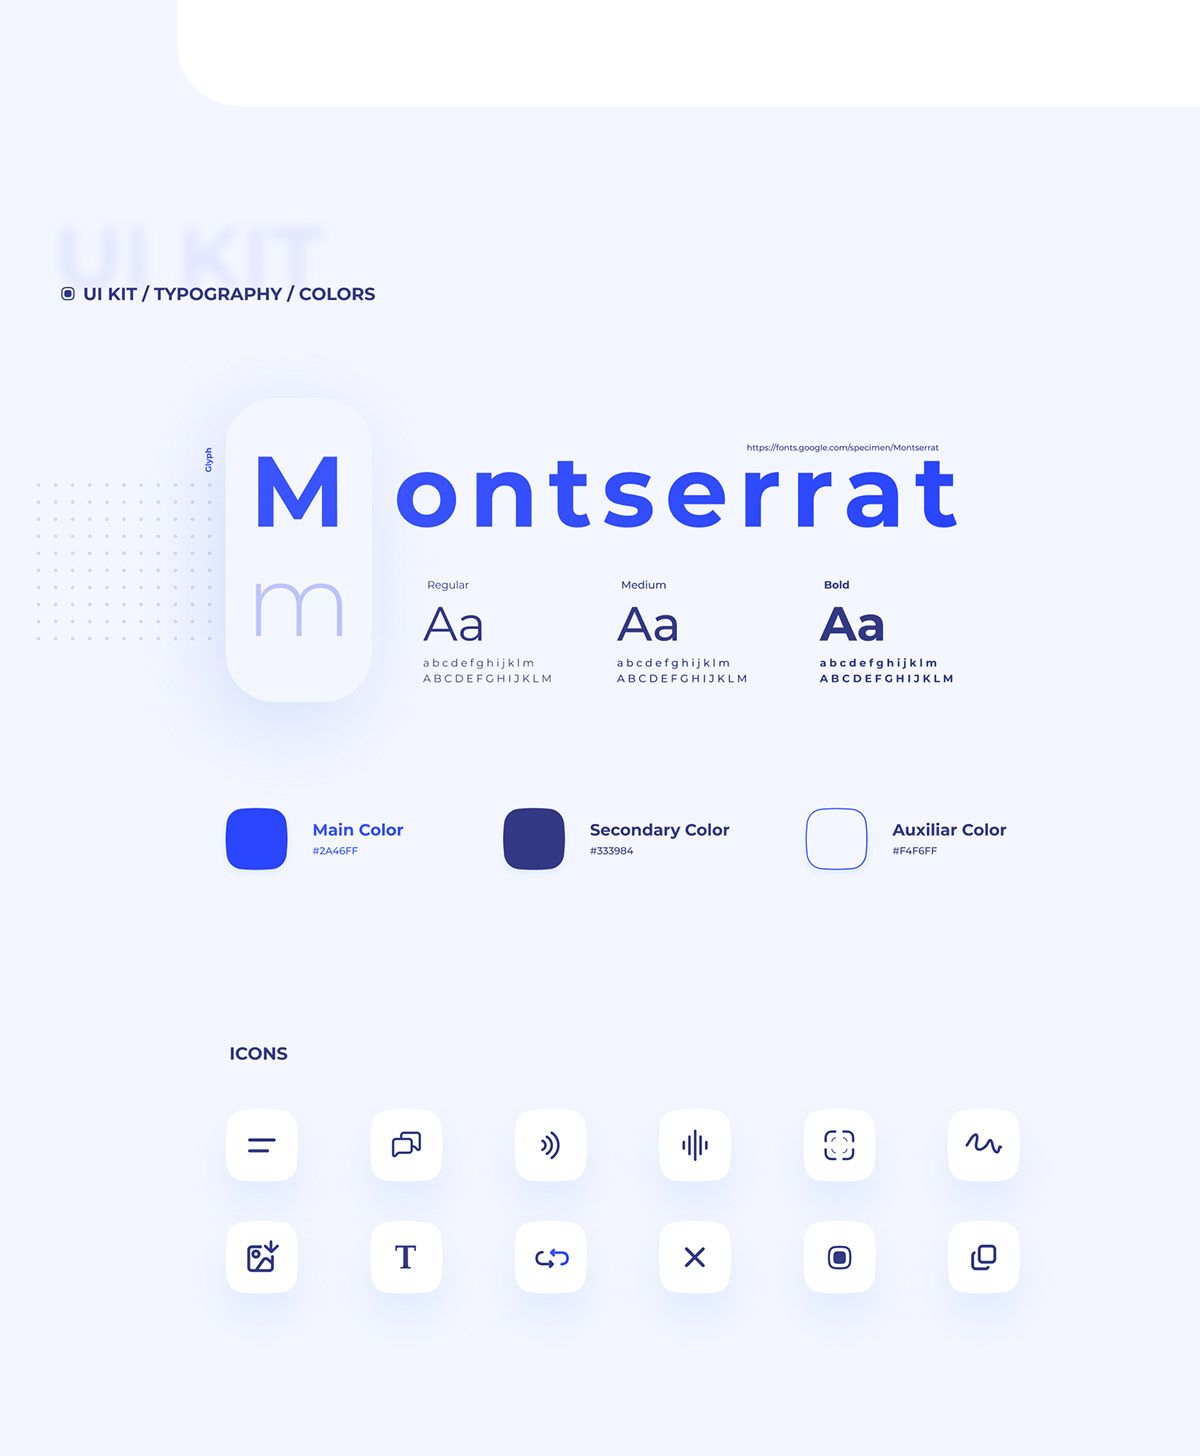 UI KIT
UI KIT / TYPOGRAPHY / COLORS
Glyph
https://fonts.google.com/specimen/Montserrat
Montserrat
m
Regular
Medium
Bold
Aa
Aa
Aa
abcdefghijklm
abcdefghijklm
abcdefghijklm
ABCDEFGHIJKLM
ABCDEFGHIJKLM
ABCDEFGHIJKLM
Main Color
#2A46FF
Secondary Color
#333984
Auxiliar Color
#F4F6FF
ICONS
T